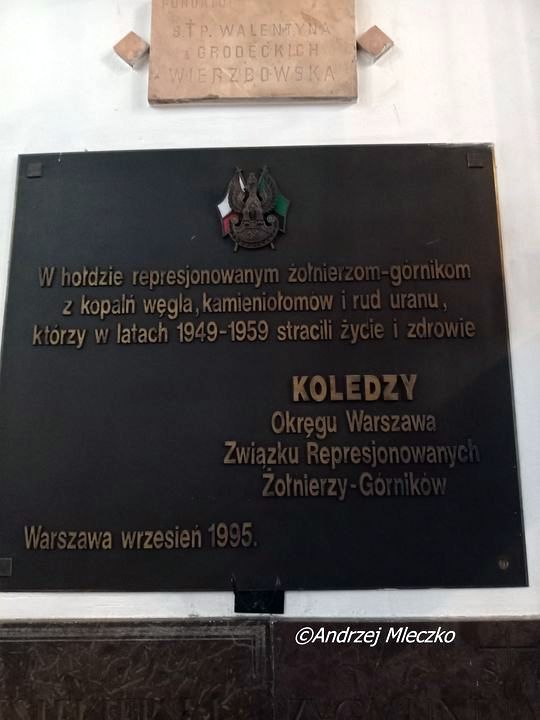 FUNDATO
Ś.†P. WALENTYNA
z GRODECKICH
WIERZBOWSKA
W hołdzie represjonowanym żołnierzom-górnikom
z kopalń węgla, kamieniołomów i rud uranu,
którzy w latach 1949-1959 stracili życie i zdrowie
KOLEDZY
Okręgu Warszawa
Związku Represjonowanych
Żołnierzy-Górników
Warszawa wrzesień 1995.
©Andrzej Mleczko